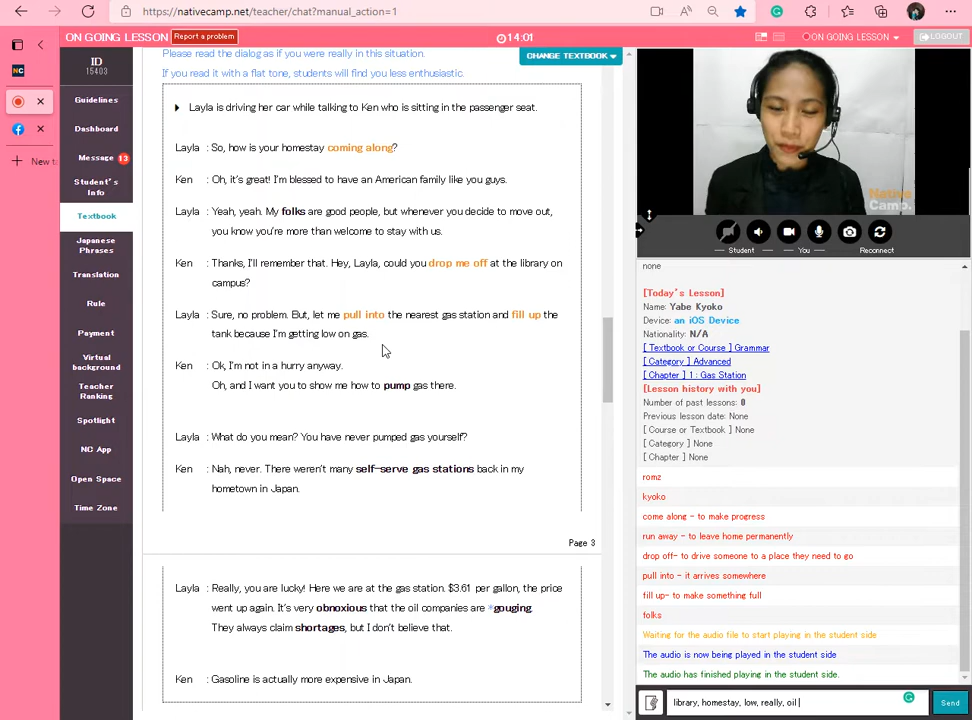 https://nativecamp.net/teacher/chat?manual_action=1
ON GOING LESSON Report a problem
14:01
ON GOING LESSON
LOGOUT
ID
15403
Guidelines
Dashboard
Message 13
Student's
Info
Textbook
Japanese
Phrases
Translation
Rule
Payment
Virtual
background
Teacher
Ranking
Spotlight
NC App
Open Space
Time Zone
NC
New t
Please read the dialog as if you were really in this situation.
CHANGE TEXTBOOK
If you read it with a flat tone, students will find you less enthusiastic.
Layla is driving her car while talking to Ken who is sitting in the passenger seat.
Layla : So, how is your homestay coming along?
Ken : Oh, it's great! I'm blessed to have an American family like you guys.
Layla : Yeah, yeah. My folks are good people, but whenever you decide to move out,
you know you're more than welcome to stay with us.
Ken : Thanks, I'll remember that. Hey, Layla, could you drop me off at the library on
campus?
Layla : Sure, no problem. But, let me pull into the nearest gas station and fill up the
tank because I'm getting low on gas.
Ken : Ok, I'm not in a hurry anyway.
Oh, and I want you to show me how to pump gas there.
Layla : What do you mean? You have never pumped gas yourself?
Ken : Nah, never. There weren't many self-serve gas stations back in my
hometown in Japan.
Page 3
Layla : Really, you are lucky! Here we are at the gas station. $3.61 per gallon, the price
went up again. It's very obnoxious that the oil companies are *gouging.
They always claim shortages, but I don't believe that.
Ken : Gasoline is actually more expensive in Japan.
Native
Camp.
Student
You
Reconnect
none
[Today's Lesson]
Name: Yabe Kyoko
Device: an iOS Device
Nationality: N/A
[ Textbook or Course ] Grammar
[ Category ] Advanced
[ Chapter ] 1 : Gas Station
[Lesson history with you]
Number of past lessons: 0
Previous lesson date: None
[ Course or Textbook ] None
[ Category ] None
[ Chapter ] None
romz
kyoko
come along - to make progress
run away - to leave home permanently
drop off- to drive someone to a place they need to go
pull into - it arrives somewhere
fill up- to make something full
folks
Waiting for the audio file to start playing in the student side
The audio is now being played in the student side
The audio has finished playing in the student side.
library, homestay, low, really, oil
Send